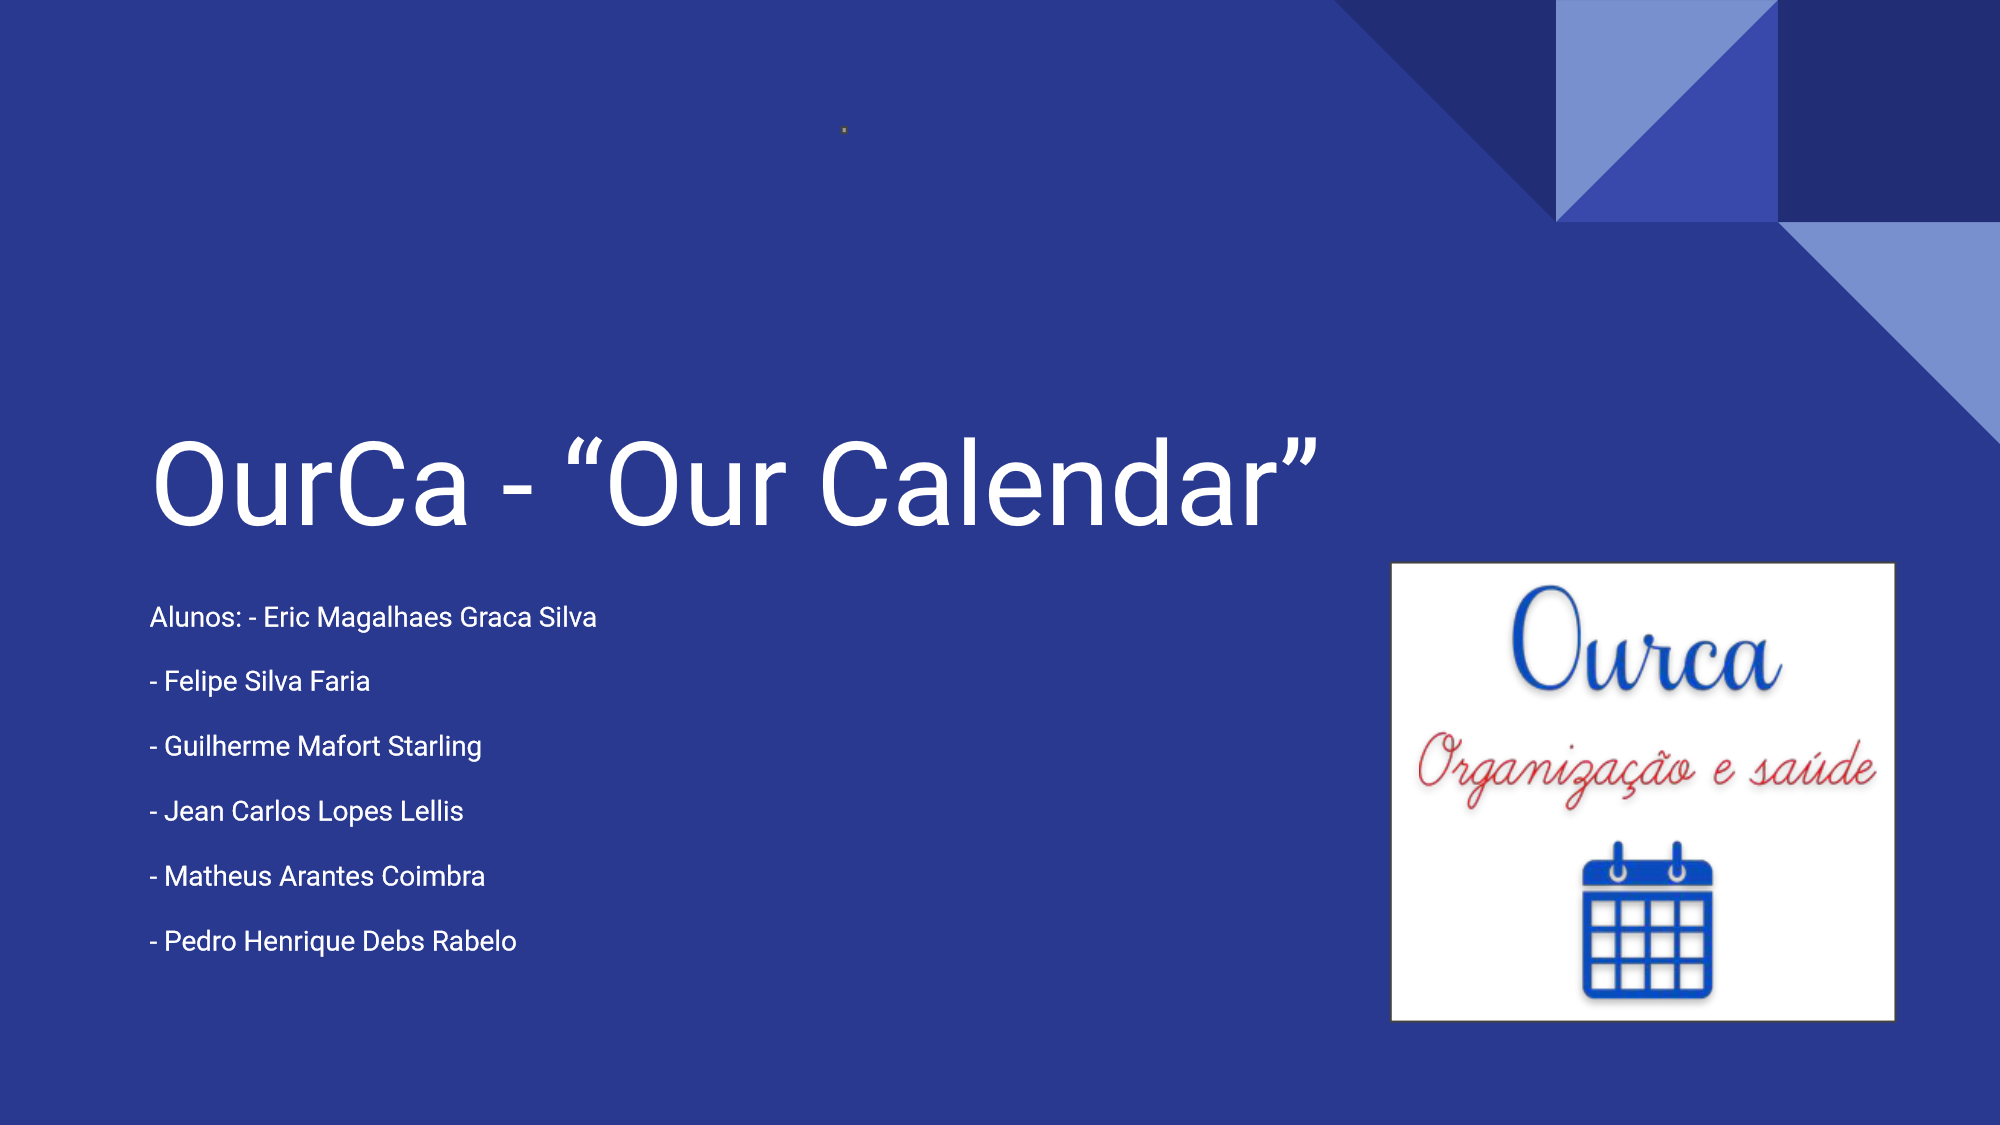 OurCa - “Our Calendar”
Alunos: - Eric Magalhaes Graca Silva
- Felipe Silva Faria
- Guilherme Mafort Starling
- Jean Carlos Lopes Lellis
- Matheus Arantes Coimbra
- Pedro Henrique Debs Rabelo
Ourca
Organização e saúde